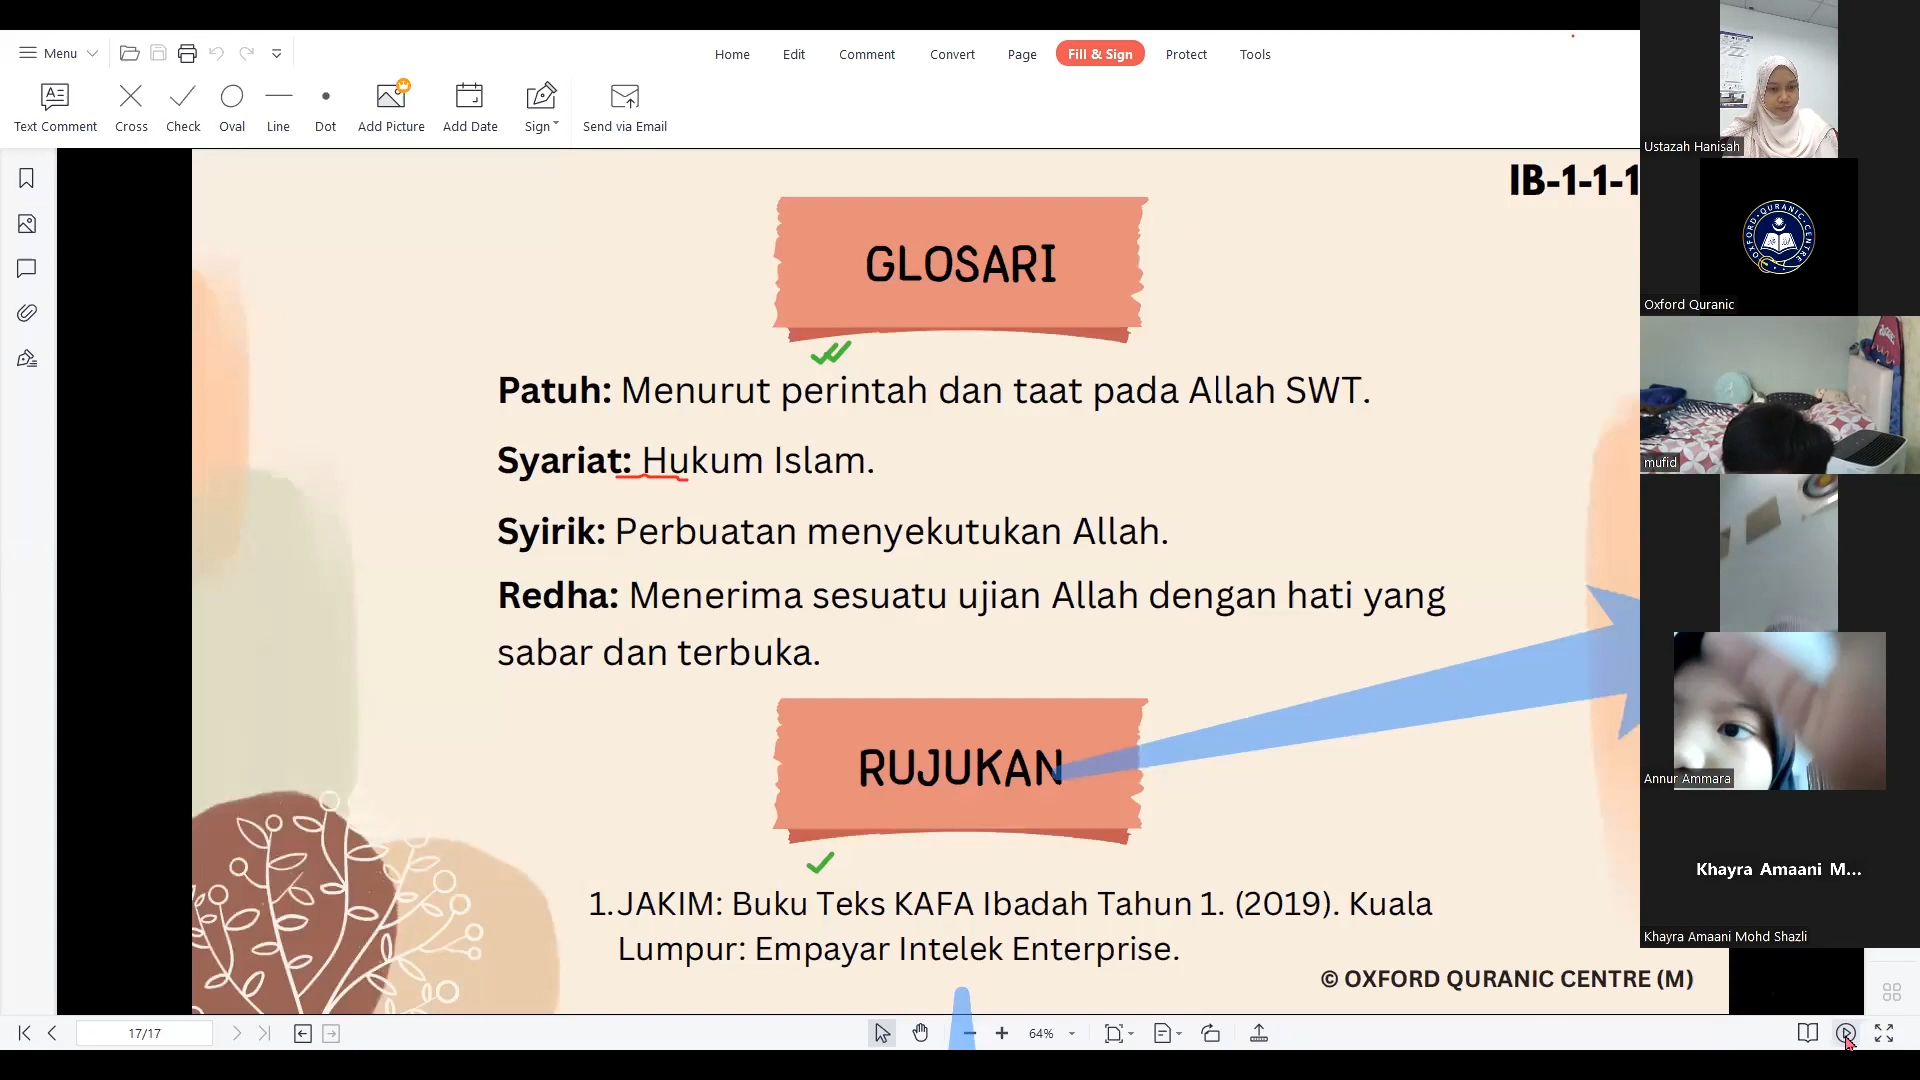 Menu
Home Edit Comment Convert Page Fill & Sign Protect Tools
Text Comment Cross Check Oval Line Dot Add Picture Add Date Sign Send via Email
IB-1-1-1
GLOSARI
Patuh: Menurut perintah dan taat pada Allah SWT.
Syariat: Hukum Islam.
Syirik: Perbuatan menyekutukan Allah.
Redha: Menerima sesuatu ujian Allah dengan hati yang
sabar dan terbuka.
RUJUKAN
1. JAKIM: Buku Teks KAFA Ibadah Tahun 1. (2019). Kuala
Lumpur: Empayar Intelek Enterprise.
© OXFORD QURANIC CENTRE (M)
17/17
64%
Ustazah Hanisah
OXFORD QURANIC CENTRE
Oxford Quranic
mufid
Annur Ammara
Khayra Amaani M...
Khayra Amaani Mohd Shazli